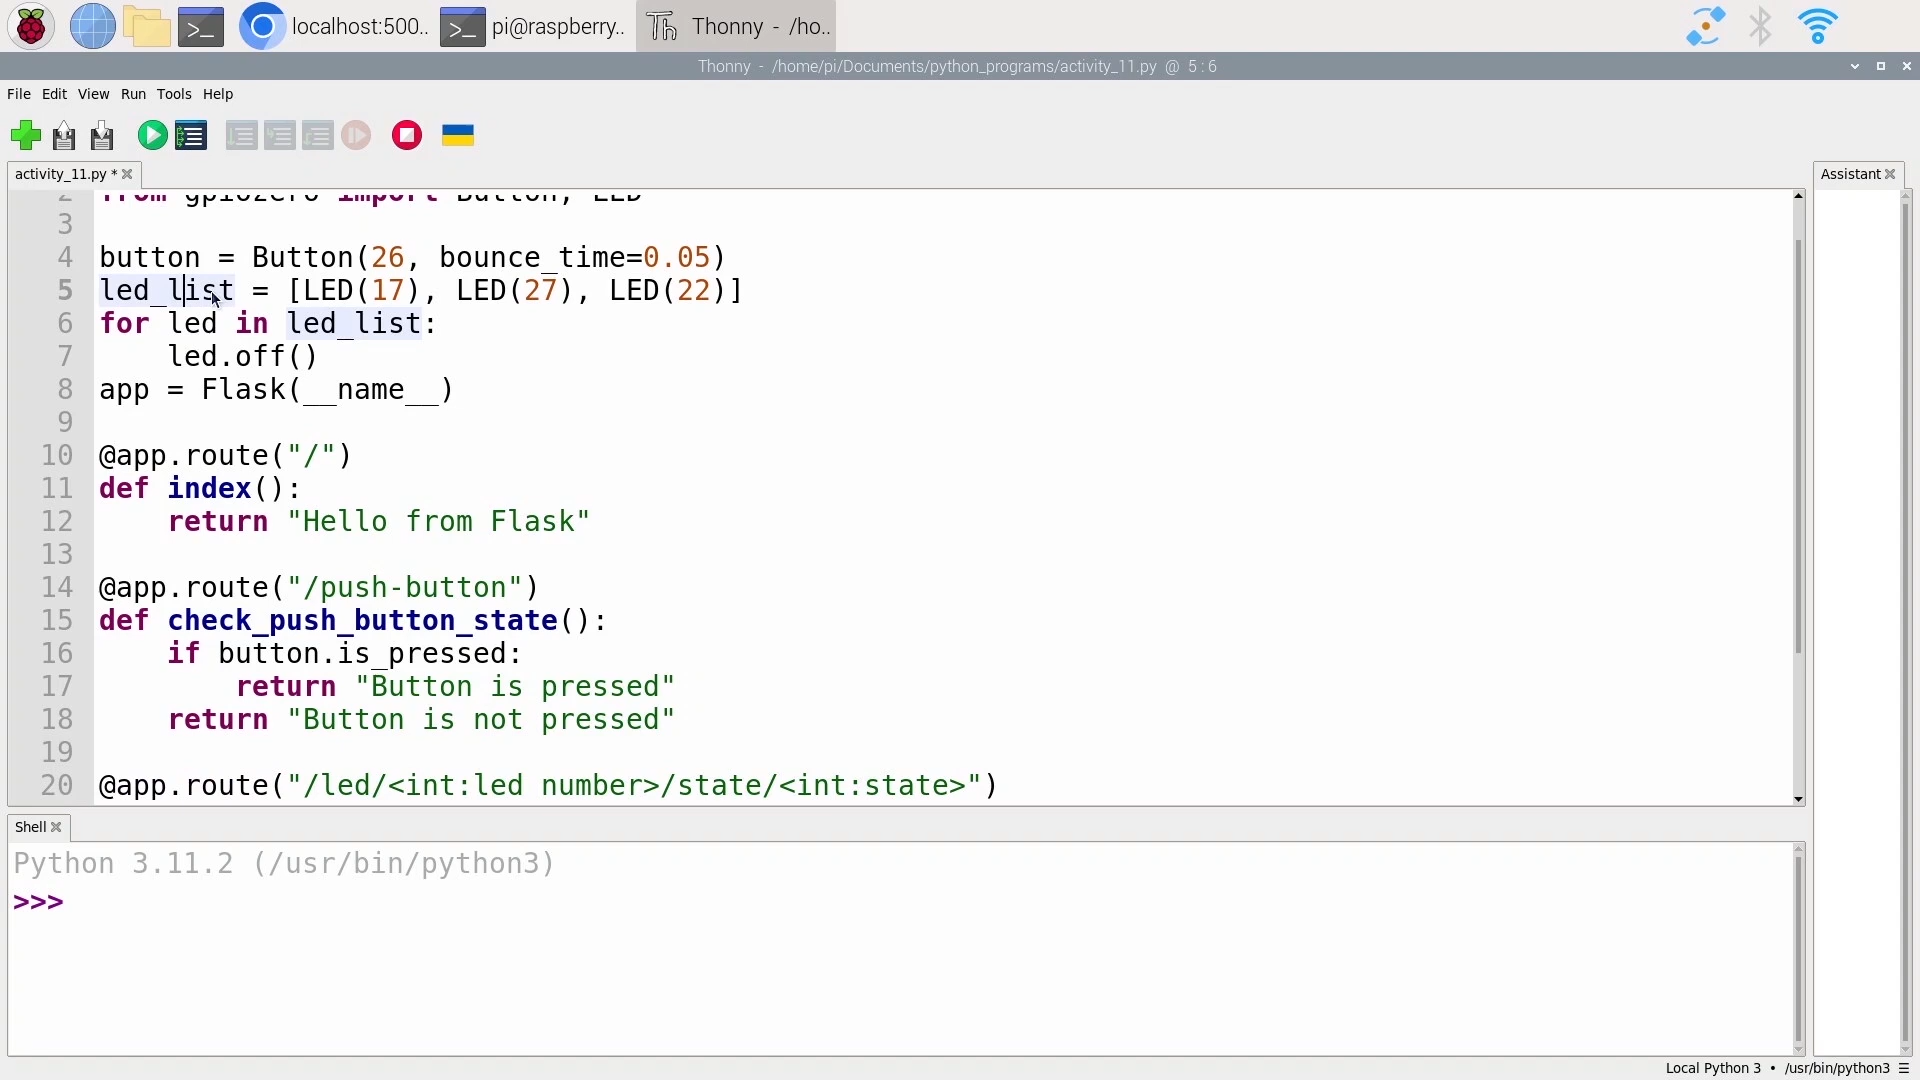 localhost:500..
pi@raspberry..
Thonny - /ho..
Thonny - /home/pi/Documents/python_programs/activity_11.py @ 5 : 6
File Edit View Run Tools Help
activity_11.py *
Assistant
2 from gpiozero import Button, LED
3
4 button = Button(26, bounce_time=0.05)
5 led_list = [LED(17), LED(27), LED(22)]
6 for led in led_list:
7     led.off()
8 app = Flask(__name__)
9
10 @app.route("/")
11 def index():
12     return "Hello from Flask"
13
14 @app.route("/push-button")
15 def check_push_button_state():
16     if button.is_pressed:
17         return "Button is pressed"
18     return "Button is not pressed"
19
20 @app.route("/led/<int:led number>/state/<int:state>")
Shell
Python 3.11.2 (/usr/bin/python3)
>>>
Local Python 3 • /usr/bin/python3